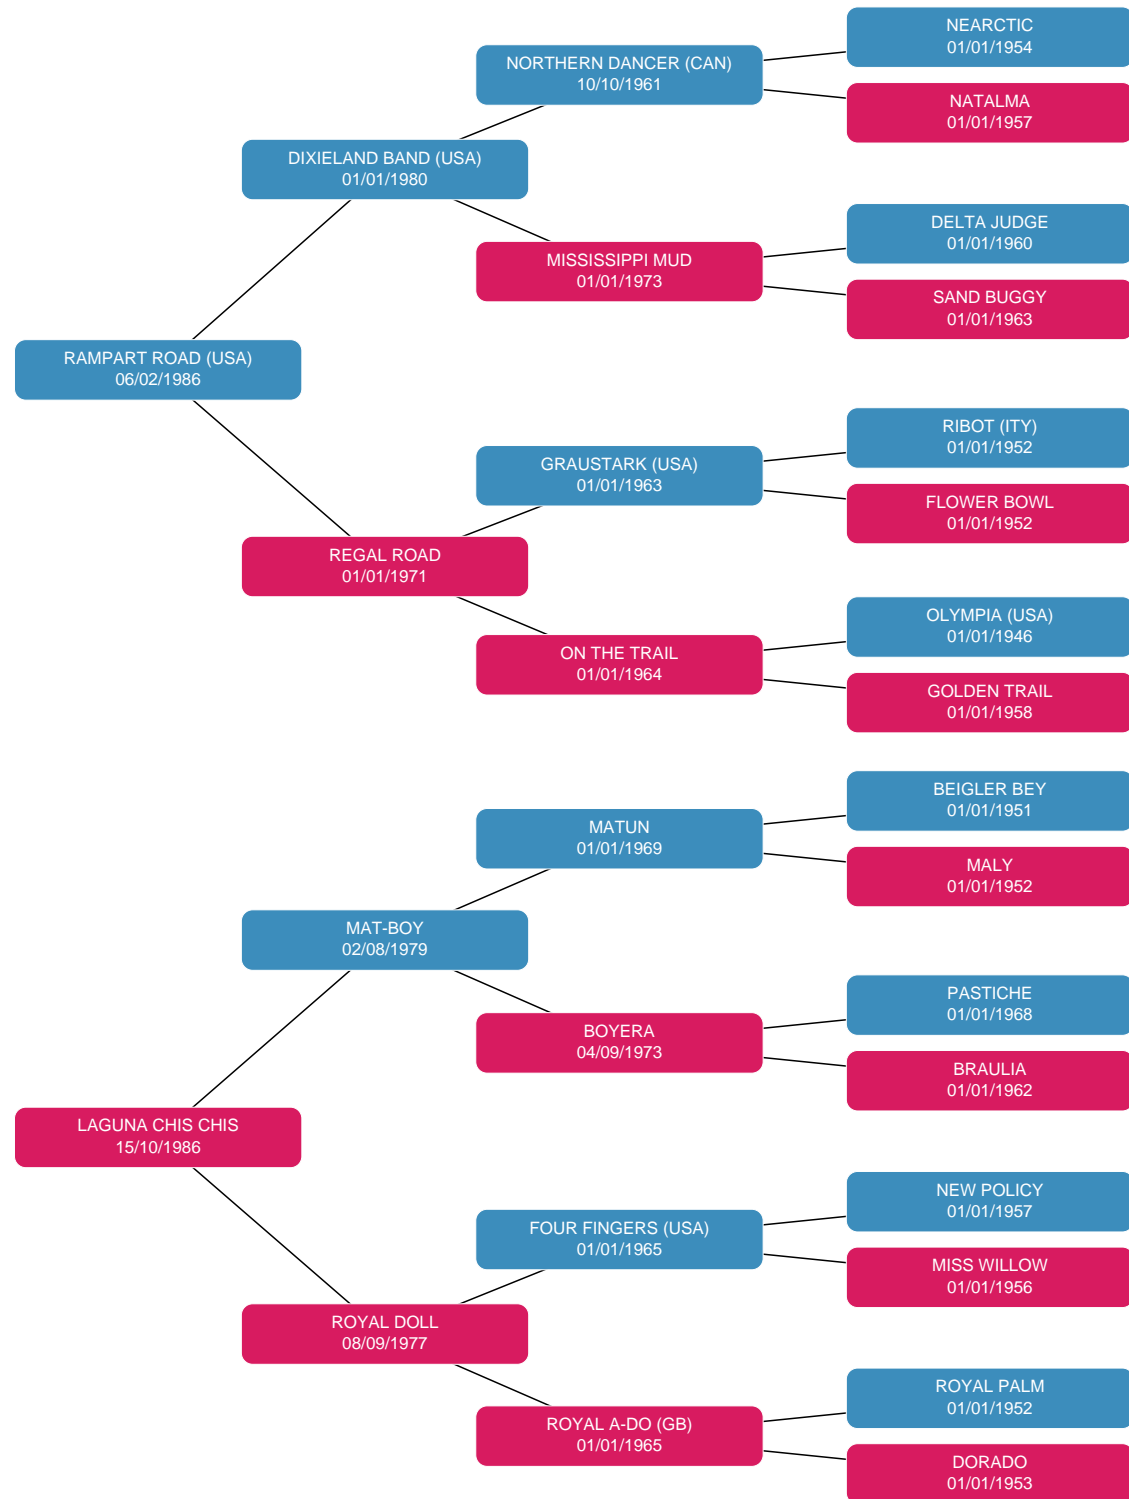 NEARCTIC
01/01/1954
NORTHERN DANCER (CAN)
10/10/1961
NATALMA
01/01/1957
DIXIELAND BAND (USA)
01/01/1980
DELTA JUDGE
01/01/1960
MISSISSIPPI MUD
01/01/1973
SAND BUGGY
01/01/1963
RAMPART ROAD (USA)
06/02/1986
RIBOT (ITY)
01/01/1952
GRAUSTARK (USA)
01/01/1963
FLOWER BOWL
01/01/1952
REGAL ROAD
01/01/1971
OLYMPIA (USA)
01/01/1946
ON THE TRAIL
01/01/1964
GOLDEN TRAIL
01/01/1958
BEIGLER BEY
01/01/1951
MATUN
01/01/1969
MALY
01/01/1952
MAT-BOY
02/08/1979
PASTICHE
01/01/1968
BOYERA
04/09/1973
BRAULIA
01/01/1962
LAGUNA CHIS CHIS
15/10/1986
NEW POLICY
01/01/1957
FOUR FINGERS (USA)
01/01/1965
MISS WILLOW
01/01/1956
ROYAL DOLL
08/09/1977
ROYAL PALM
01/01/1952
ROYAL A-DO (GB)
01/01/1965
DORADO
01/01/1953